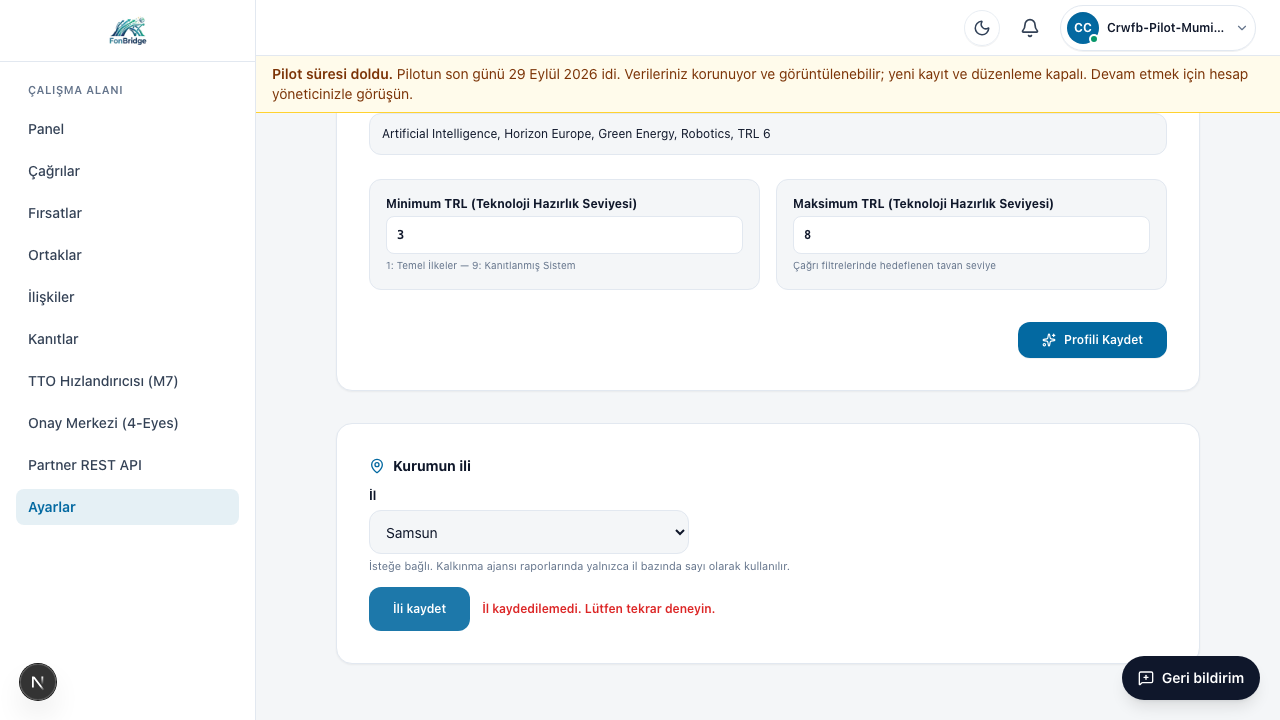 FonBridge
CC
Crwfb-Pilot-Mumi...
ÇALIŞMA ALANI
Panel
Çağrılar
Fırsatlar
Ortaklar
İlişkiler
Kanıtlar
TTO Hızlandırıcısı (M7)
Onay Merkezi (4-Eyes)
Partner REST API
Ayarlar
N
Pilot süresi doldu. Pilotun son günü 29 Eylül 2026 idi. Verileriniz korunuyor ve görüntülenebilir; yeni kayıt ve düzenleme kapalı. Devam etmek için hesap
yöneticinizle görüşün.
Artificial Intelligence, Horizon Europe, Green Energy, Robotics, TRL 6
Minimum TRL (Teknoloji Hazırlık Seviyesi)
3
1: Temel İlkeler — 9: Kanıtlanmış Sistem
Maksimum TRL (Teknoloji Hazırlık Seviyesi)
8
Çağrı filtrelerinde hedeflenen tavan seviye
Profili Kaydet
Kurumun ili
İl
Samsun
İsteğe bağlı. Kalkınma ajansı raporlarında yalnızca il bazında sayı olarak kullanılır.
İli kaydet
İl kaydedilemedi. Lütfen tekrar deneyin.
Geri bildirim